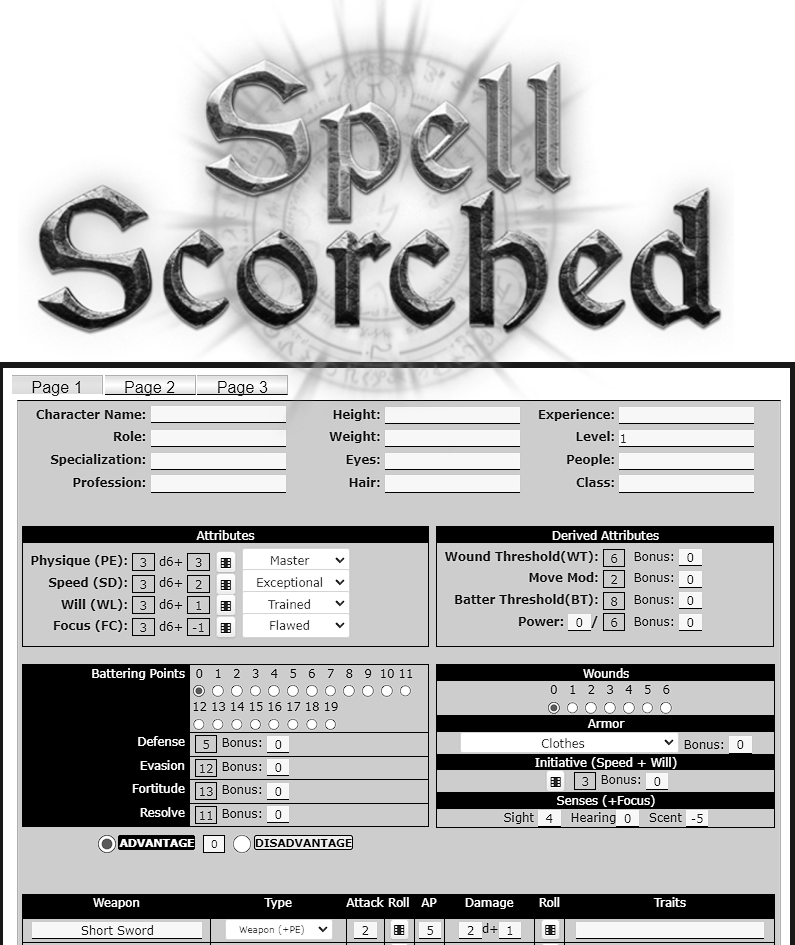 Spell
Scorched
Page 1 Page 2 Page 3
Character Name: Height: Experience:
Role: Weight: Level: 1
Specialization: Eyes: People:
Profession: Hair: Class:
Attributes Derived Attributes
Physique (PE): 3 d6+ 3 Master Wound Threshold(WT): 6 Bonus: 0
Speed (SD): 3 d6+ 2 Exceptional Move Mod: 2 Bonus: 0
Will (WL): 3 d6+ 1 Trained Batter Threshold(BT): 8 Bonus: 0
Focus (FC): 3 d6+ -1 Flawed Power: 0 / 6 Bonus: 0
Battering Points 0 1 2 3 4 5 6 7 8 9 10 11
12 13 14 15 16 17 18 19
Defense 5 Bonus: 0
Evasion 12 Bonus: 0
Fortitude 13 Bonus: 0
Resolve 11 Bonus: 0
Wounds
0 1 2 3 4 5 6
Armor
Clothes Bonus: 0
Initiative (Speed + Will)
3 Bonus: 0
Senses (+Focus)
Sight 4 Hearing 0 Scent -5
ADVANTAGE 0 DISADVANTAGE
Weapon Type Attack Roll AP Damage Roll Traits
Short Sword Weapon (+PE) 2 5 2 d+ 1